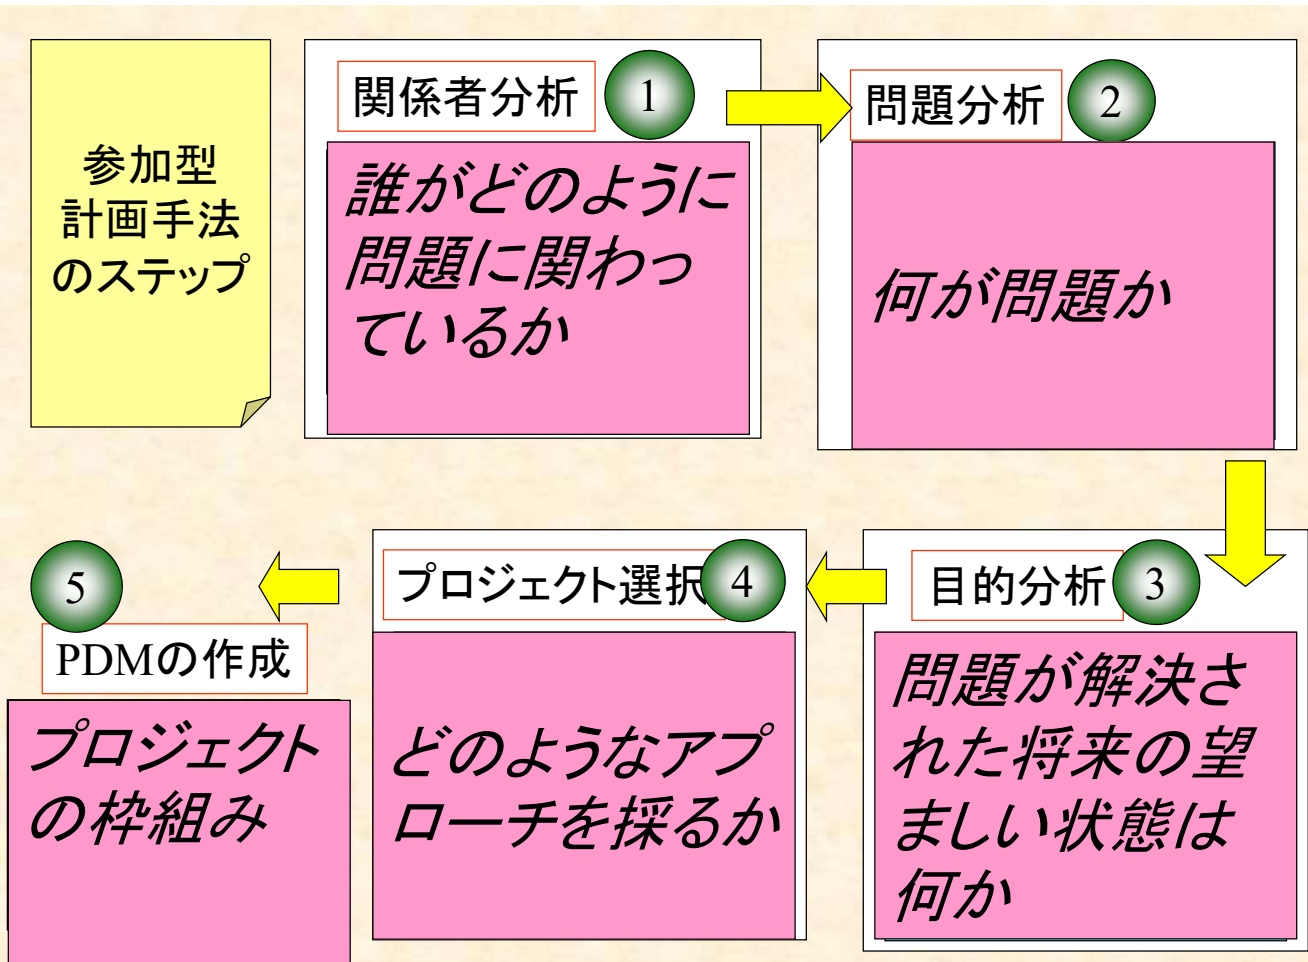 参加型
計画手法
のステップ
関係者分析
1
誰がどのように
問題に関わっ
ているか
問題分析
2
何が問題か
目的分析
3
問題が解決さ
れた将来の望
ましい状態は
何か
プロジェクト選択
4
どのようなアプ
ローチを採るか
5
PDMの作成
プロジェクト
の枠組み